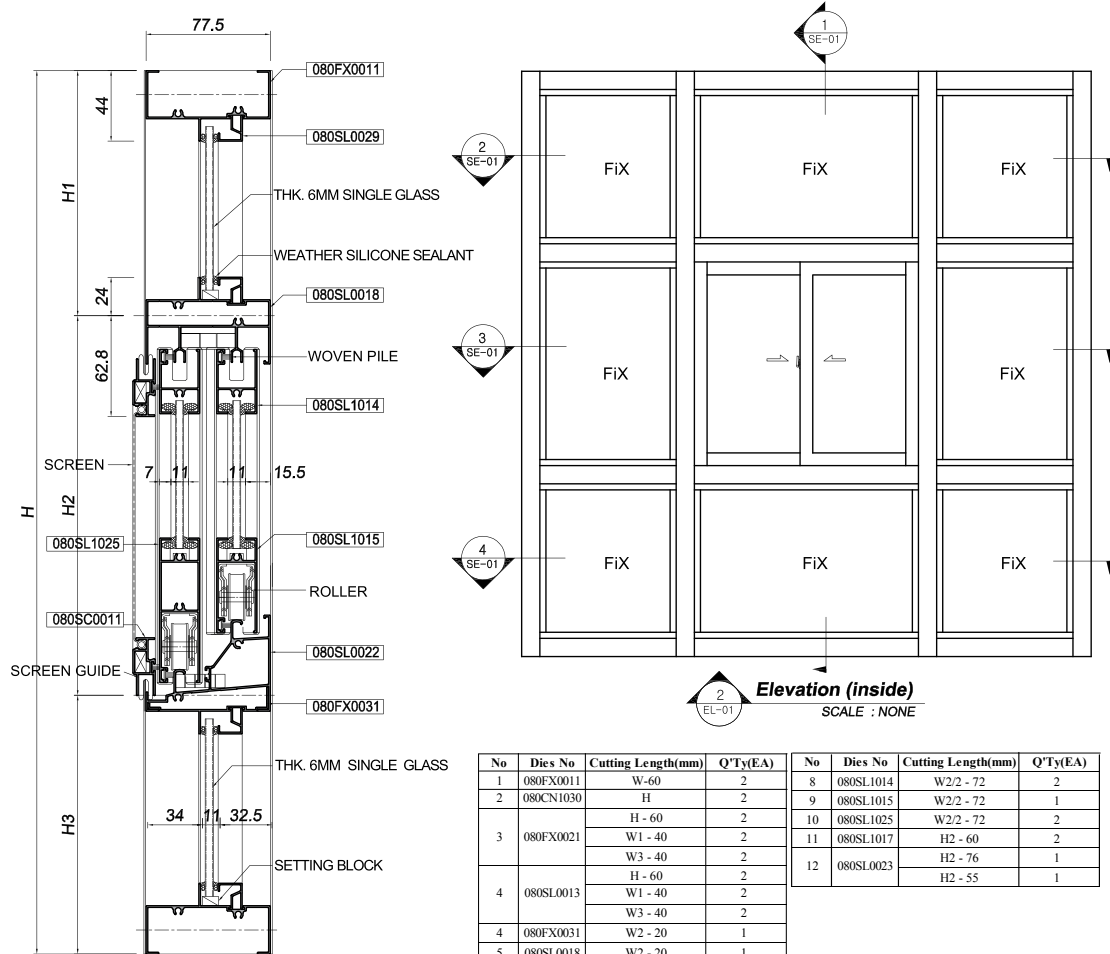 77.5
080FX0011
44
080SL0029
H1
THK. 6MM SINGLE GLASS
WEATHER SILICONE SEALANT
24
080SL0018
WOVEN PILE
62.8
080SL1014
SCREEN
7
11
11
15.5
H
H2
080SL1025
080SL1015
ROLLER
080SC0011
080SL0022
SCREEN GUIDE
080FX0031
THK. 6MM SINGLE GLASS
34
11
32.5
H3
SETTING BLOCK
1
SE-01
2
SE-01
FiX
FiX
FiX
3
SE-01
FiX
FiX
4
SE-01
FiX
FiX
FiX
2
EL-01
Elevation (inside)
SCALE : NONE
No Dies No Cutting Length(mm) Q'Ty(EA)
1 080FX0011 W-60 2
2 080CN1030 H 2
3 080FX0021 H - 60 2
W1 - 40 2
W3 - 40 2
4 080SL0013 H - 60 2
W1 - 40 2
W3 - 40 2
4 080FX0031 W2 - 20 1
5 080SL0018 W2 - 20 1
No Dies No Cutting Length(mm) Q'Ty(EA)
8 080SL1014 W2/2 - 72 2
9 080SL1015 W2/2 - 72 1
10 080SL1025 W2/2 - 72 2
11 080SL1017 H2 - 60 2
12 080SL0023 H2 - 76 1
H2 - 55 1